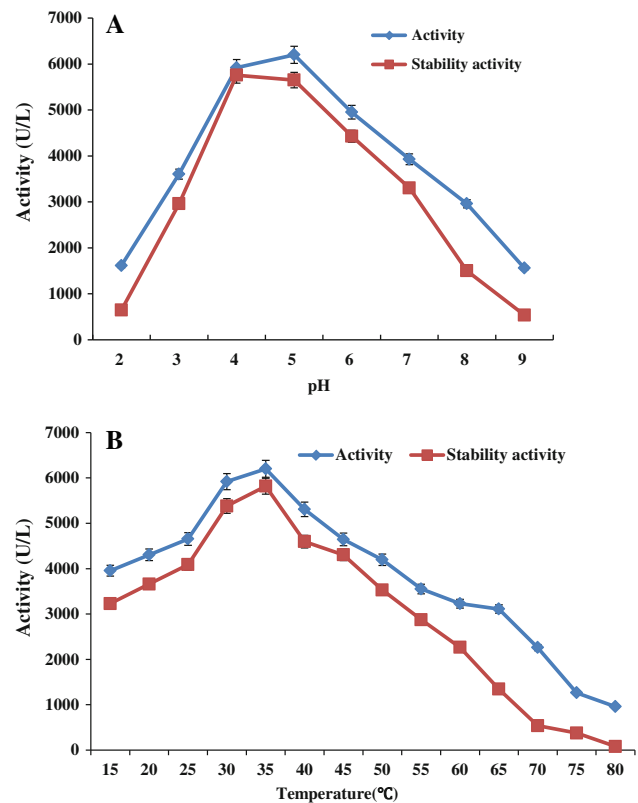 A
Activity
Stability activity
Activity (U/L)
7000
6000
5000
4000
3000
2000
1000
0
2 3 4 5 6 7 8 9
pH
B
Activity Stability activity
Activity (U/L)
7000
6000
5000
4000
3000
2000
1000
0
15 20 25 30 35 40 45 50 55 60 65 70 75 80
Temperature(℃)